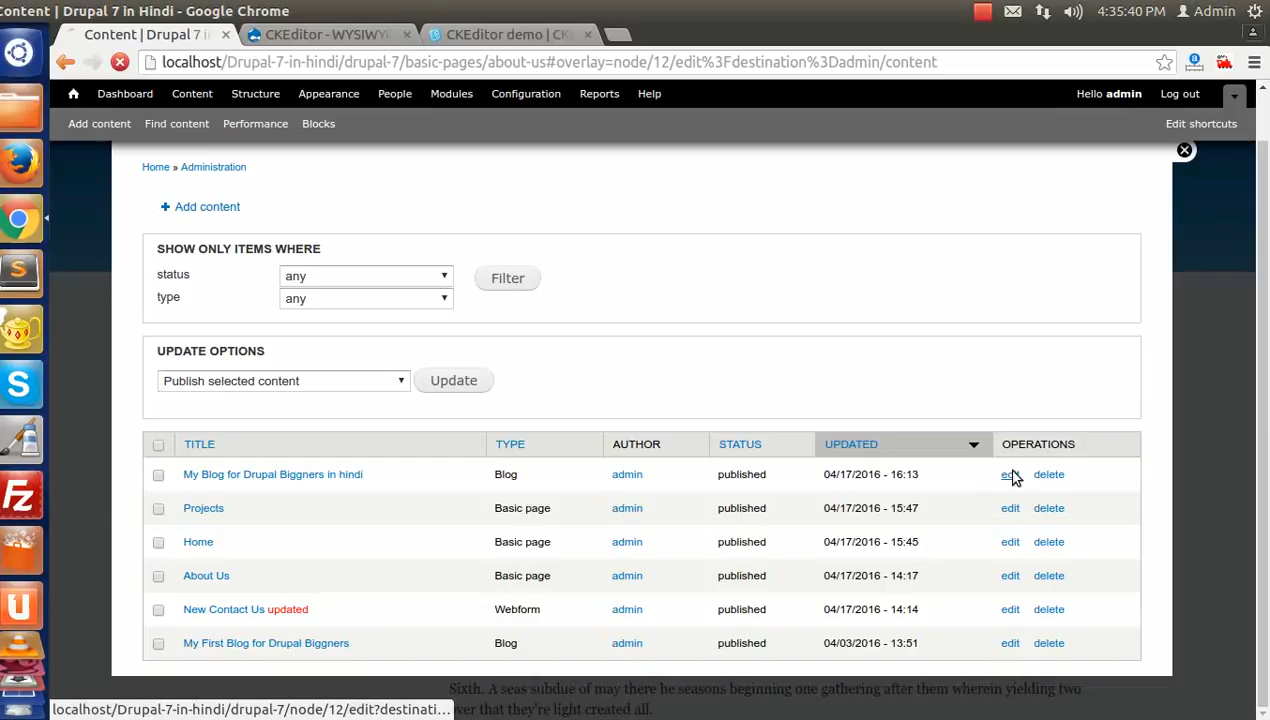 Content | Drupal 7 in Hindi - Google Chrome
4:35:40 PM
Admin
Content | Drupal 7 i
CKEditor - WYSIWY
CKEditor demo | CK
localhost/Drupal-7-in-hindi/drupal-7/basic-pages/about-us#overlay=node/12/edit%3Fdestination%3Dadmin/content
Dashboard Content Structure Appearance People Modules Configuration Reports Help
Hello admin Log out
Add content Find content Performance Blocks
Edit shortcuts
Home » Administration
+ Add content
SHOW ONLY ITEMS WHERE
status any
Filter
type any
UPDATE OPTIONS
Publish selected content Update
TITLE TYPE AUTHOR STATUS UPDATED OPERATIONS
My Blog for Drupal Biggners in hindi Blog admin published 04/17/2016 - 16:13 edit delete
Projects Basic page admin published 04/17/2016 - 15:47 edit delete
Home Basic page admin published 04/17/2016 - 15:45 edit delete
About Us Basic page admin published 04/17/2016 - 14:17 edit delete
New Contact Us updated Webform admin published 04/17/2016 - 14:14 edit delete
My First Blog for Drupal Biggners Blog admin published 04/03/2016 - 13:51 edit delete
Sixth. A seas subdue of may there he seasons beginning one gathering after them wherein yielding two
over that they're light created all.
localhost/Drupal-7-in-hindi/drupal-7/node/12/edit?destinati...